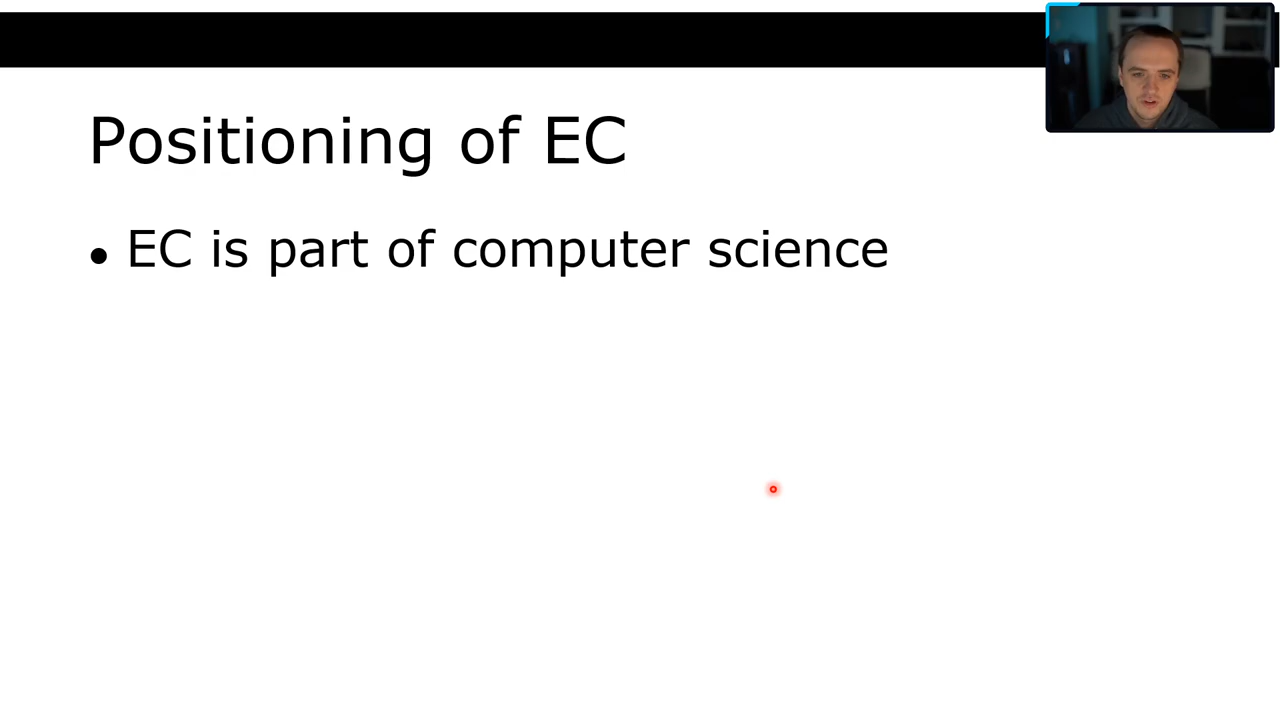 Positioning of EC
• EC is part of computer science